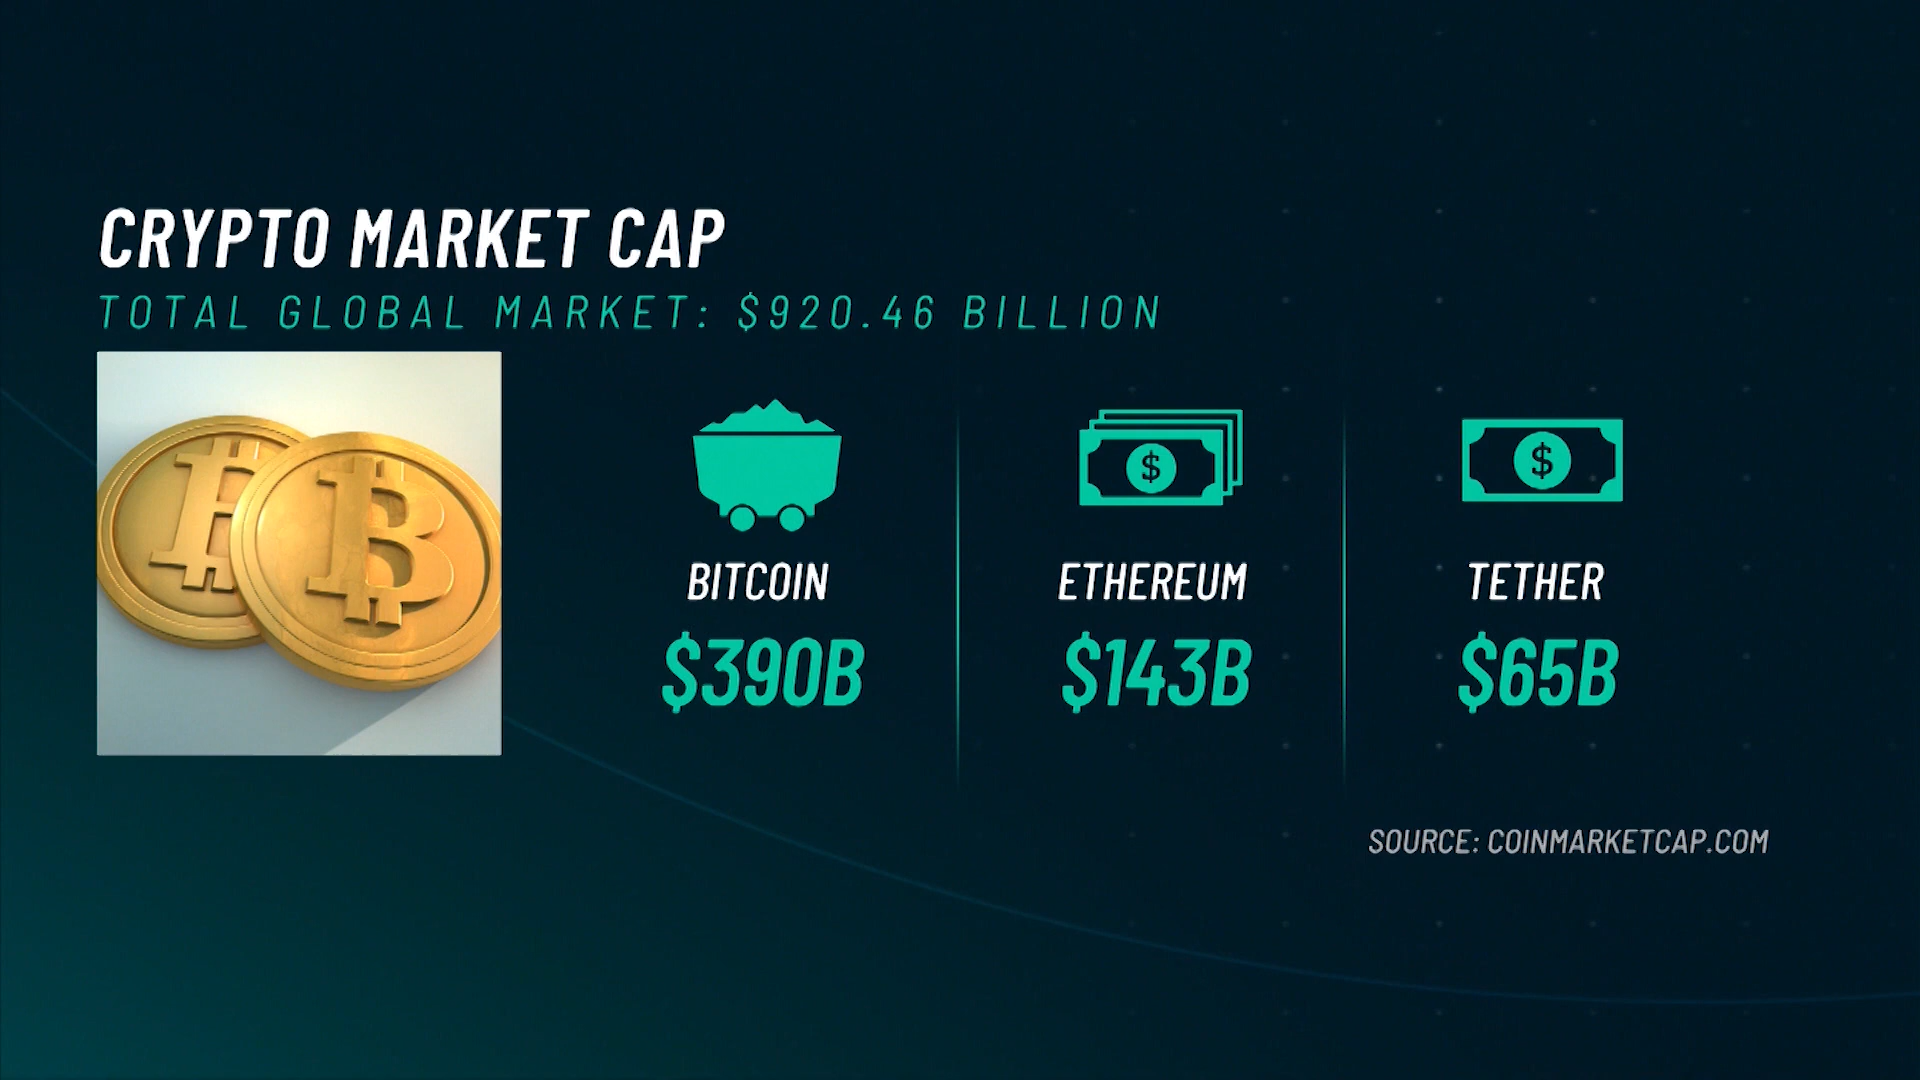 CRYPTO MARKET CAP
TOTAL GLOBAL MARKET: $920.46 BILLION
BITCOIN
$390B
ETHEREUM
$143B
TETHER
$65B
SOURCE: COINMARKETCAP.COM